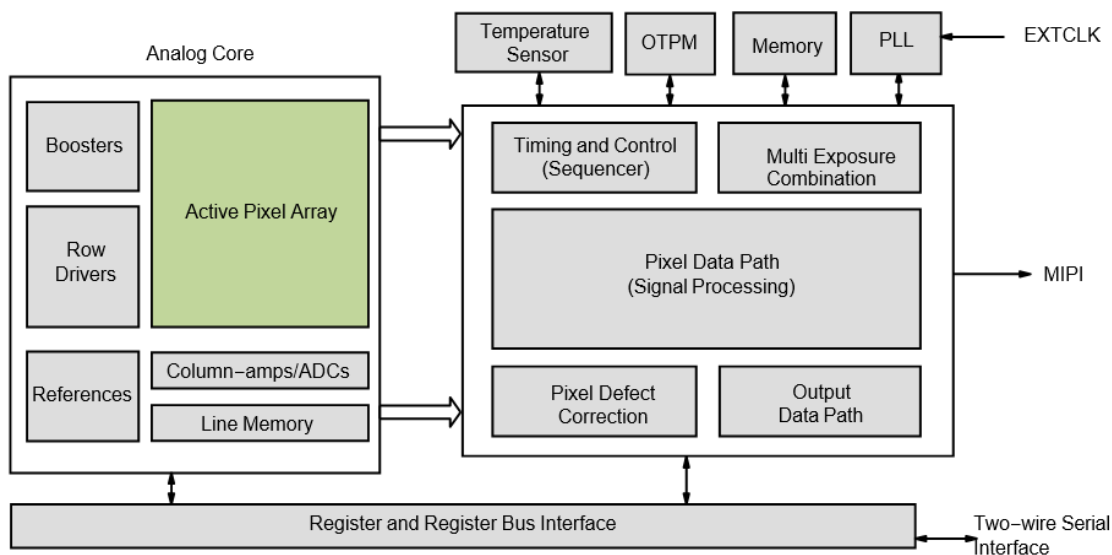 Analog Core
Boosters
Row
Drivers
References
Active Pixel Array
Column−amps/ADCs
Line Memory
Temperature
Sensor
OTPM
Memory
PLL
EXTCLK
Timing and Control
(Sequencer)
Multi Exposure
Combination
Pixel Data Path
(Signal Processing)
MIPI
Pixel Defect
Correction
Output
Data Path
Register and Register Bus Interface
Two−wire Serial
Interface